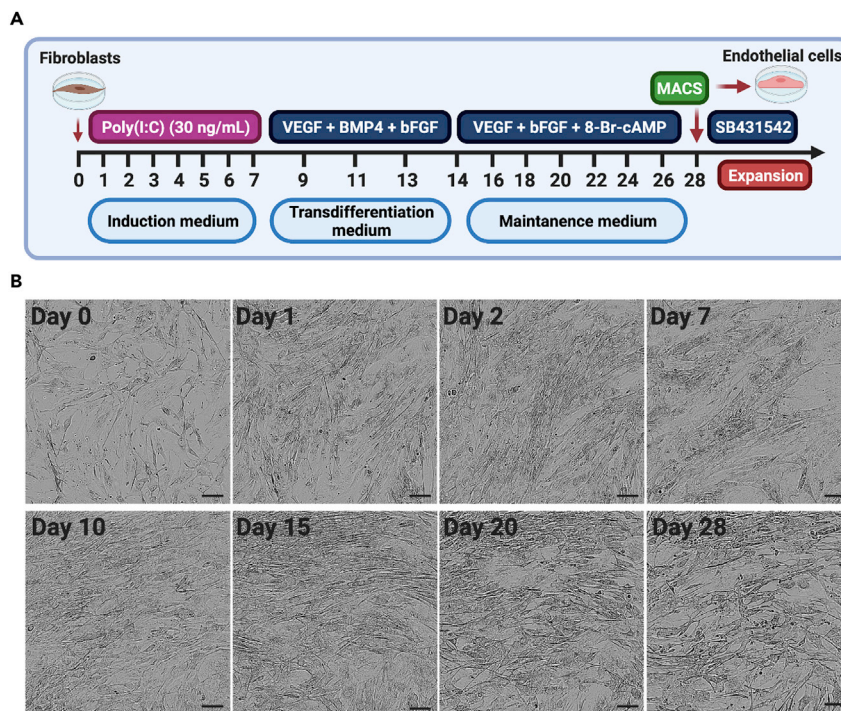 A
Fibroblasts
Endothelial cells
MACS
Poly(I:C) (30 ng/mL)
VEGF + BMP4 + bFGF
VEGF + bFGF + 8-Br-cAMP
SB431542
0 1 2 3 4 5 6 7 9 11 13 14 16 18 20 22 24 26 28
Expansion
Induction medium
Transdifferentiation
medium
Maintanence medium
B
Day 0
Day 1
Day 2
Day 7
Day 10
Day 15
Day 20
Day 28